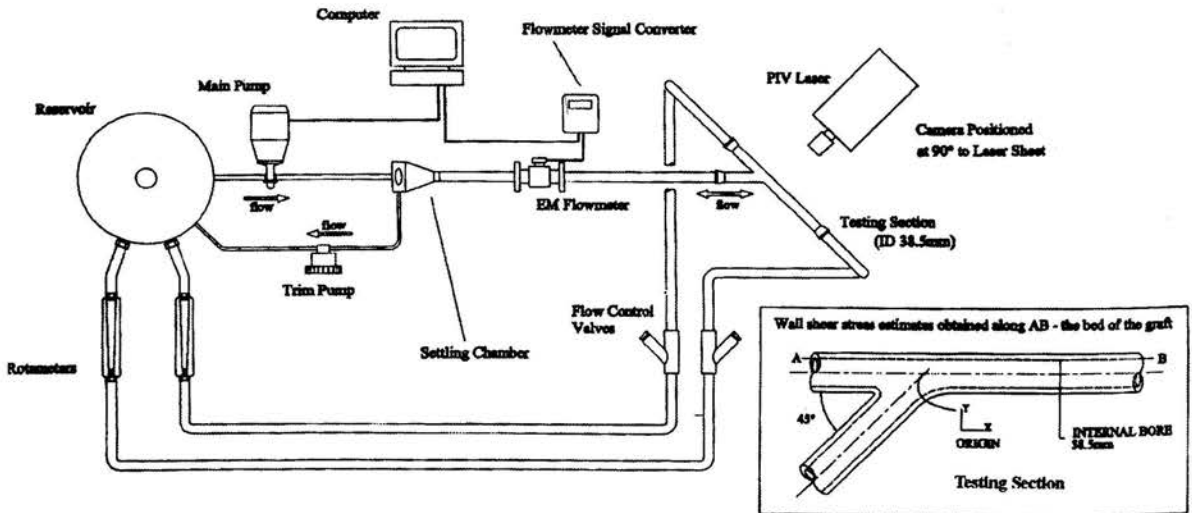 Computer
Flowmeter Signal Converter
Main Pump
PIV Laser
Reservoir
Camera Positioned
at 90° to Laser Sheet
flow
EM Flowmeter
flow
flow
Testing Section
(ID 38.5mm)
Trim Pump
Flow Control
Valves
Settling Chamber
Rotameters
Wall shear stress estimates obtained along AB - the bed of the graft
A
B
45°
Y
X
ORIGIN
INTERNAL BORE
38.5mm
Testing Section